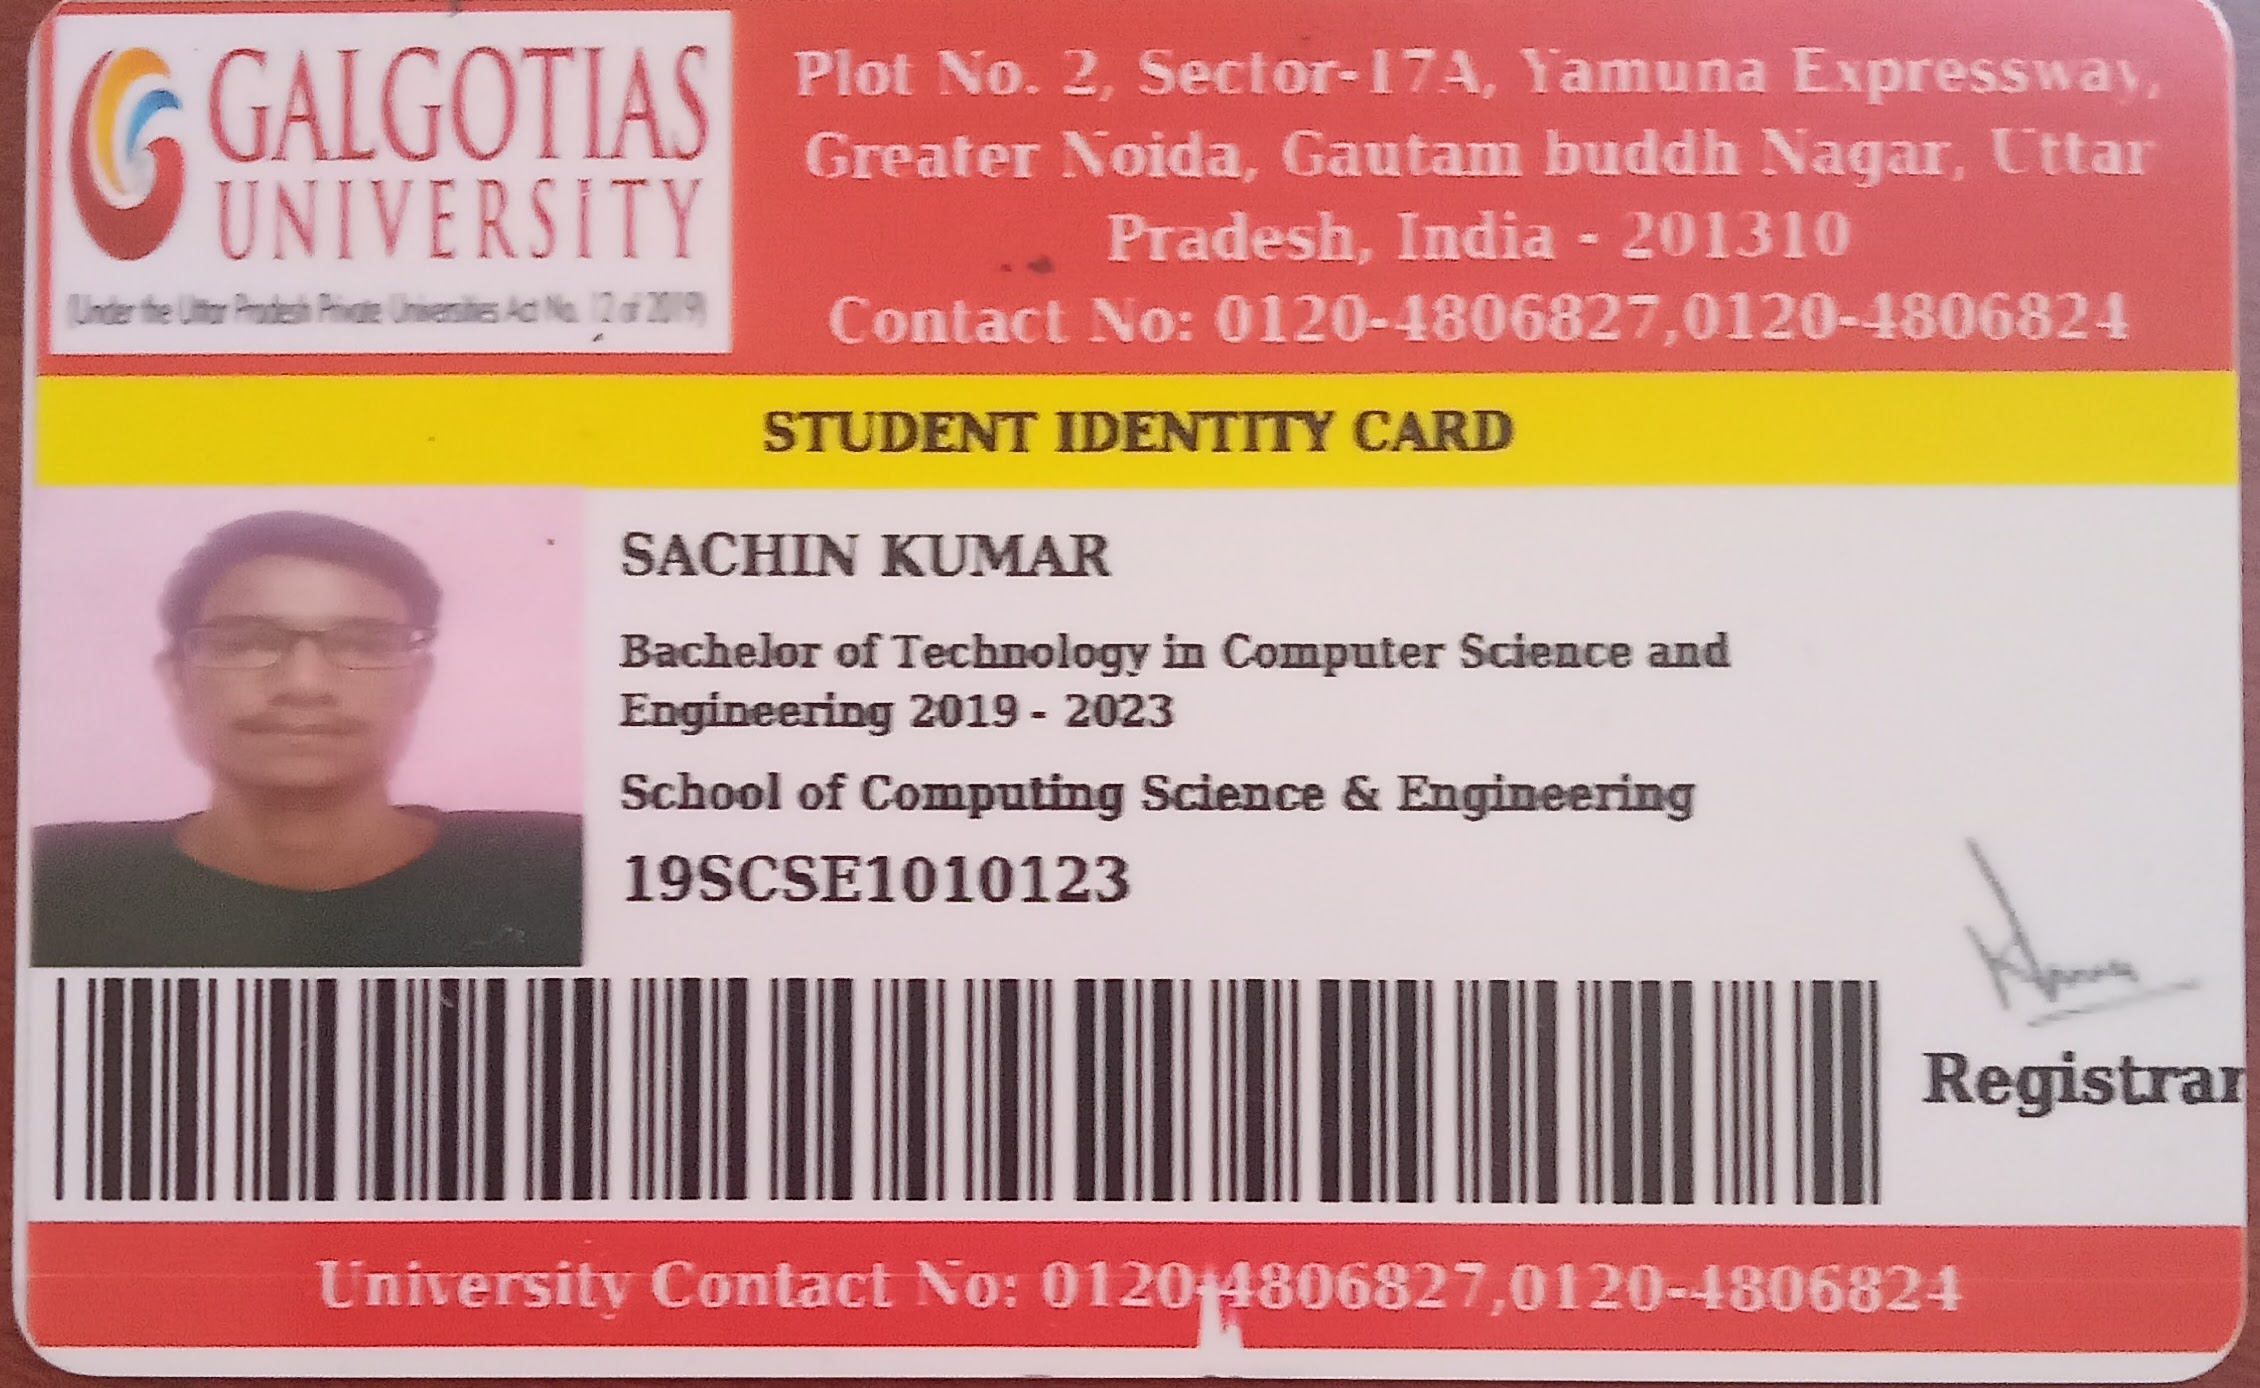 GALGOTIAS
UNIVERSITY
(Under the Uttar Pradesh Private Universities Act No. 12 of 2019)
Plot No. 2, Sector-17A, Yamuna Expressway,
Greater Noida, Gautam buddh Nagar, Uttar
Pradesh, India - 201310
Contact No: 0120-4806827,0120-4806824
STUDENT IDENTITY CARD
SACHIN KUMAR
Bachelor of Technology in Computer Science and
Engineering 2019 - 2023
School of Computing Science & Engineering
19SCSE1010123
Registrar
University Contact No: 0120-4806827,0120-4806824